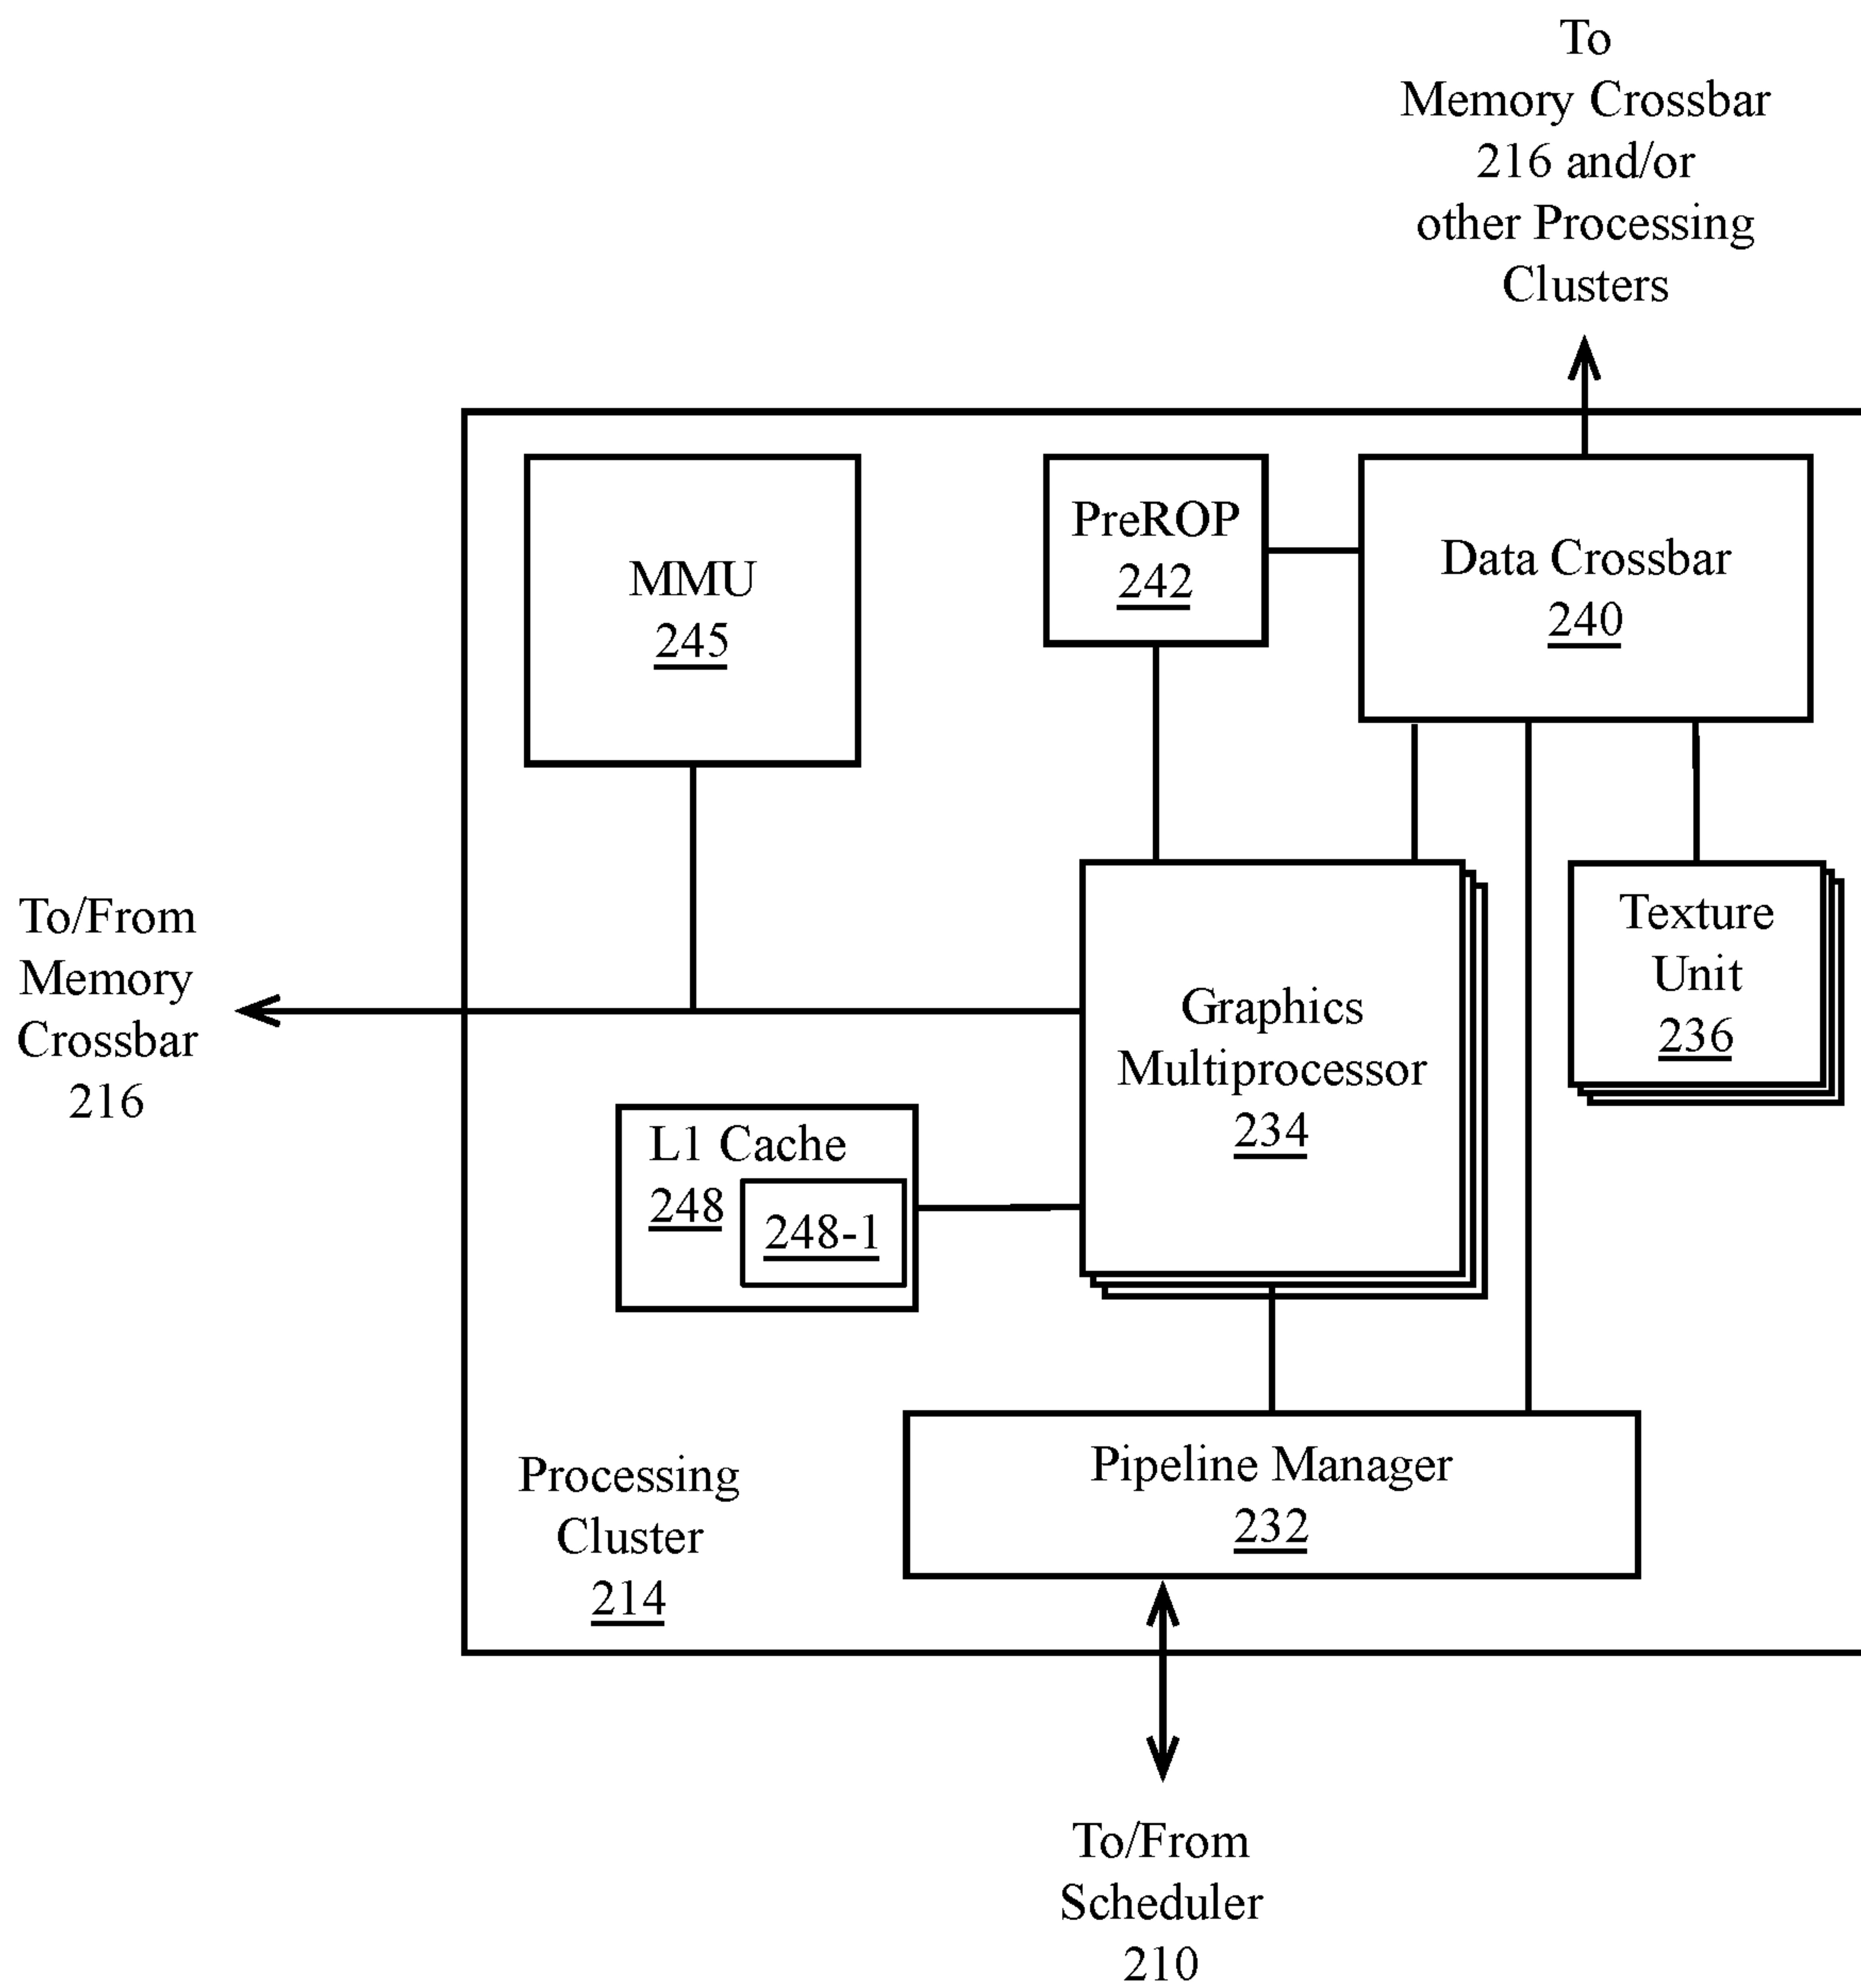 To
Memory Crossbar
216 and/or
other Processing
Clusters
MMU
245
PreROP
242
Data Crossbar
240
To/From
Memory
Crossbar
216
Graphics
Multiprocessor
234
Texture
Unit
236
L1 Cache
248
248-1
Pipeline Manager
232
Processing
Cluster
214
To/From
Scheduler
210